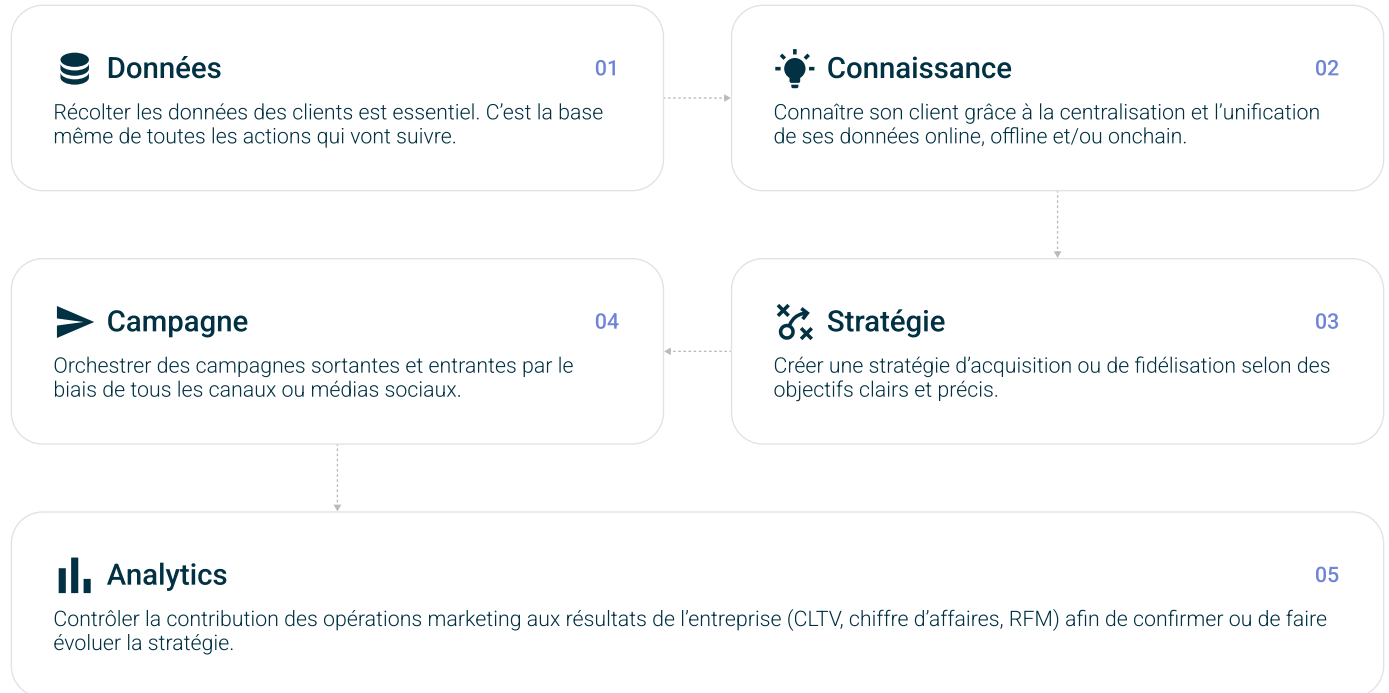 Données
01
Récolter les données des clients est essentiel. C’est la base
même de toutes les actions qui vont suivre.
Connaissance
02
Connaître son client grâce à la centralisation et l’unification
de ses données online, offline et/ou onchain.
Stratégie
03
Créer une stratégie d’acquisition ou de fidélisation selon des
objectifs clairs et précis.
Campagne
04
Orchestrer des campagnes sortantes et entrantes par le
biais de tous les canaux ou médias sociaux.
Analytics
05
Contrôler la contribution des opérations marketing aux résultats de l’entreprise (CLTV, chiffre d’affaires, RFM) afin de confirmer ou de faire
évoluer la stratégie.